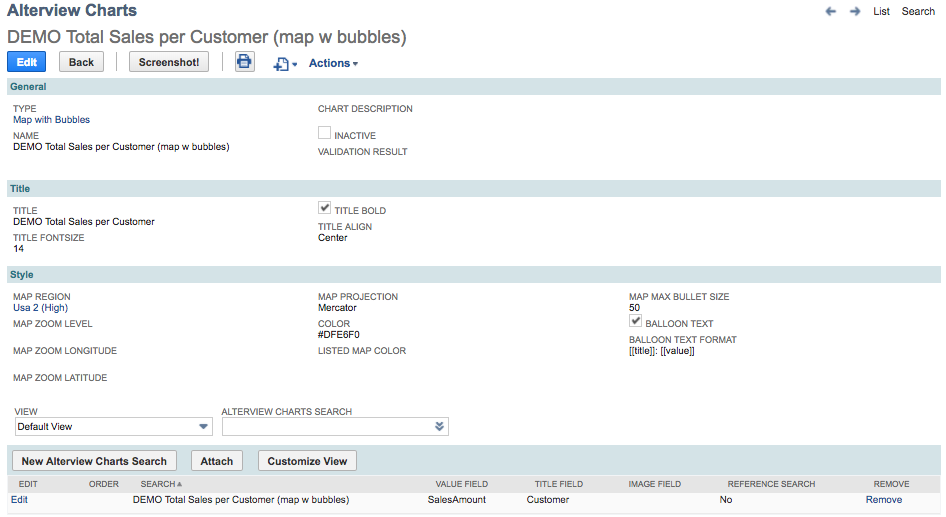 Alterview Charts
List Search
DEMO Total Sales per Customer (map w bubbles)
Edit Back Screenshot! Actions
General
TYPE
Map with Bubbles
NAME
DEMO Total Sales per Customer (map w bubbles)
CHART DESCRIPTION
INACTIVE
VALIDATION RESULT
Title
TITLE
DEMO Total Sales per Customer
TITLE FONTSIZE
14
TITLE BOLD
TITLE ALIGN
Center
Style
MAP REGION
Usa 2 (High)
MAP ZOOM LEVEL
MAP ZOOM LONGITUDE
MAP ZOOM LATITUDE
MAP PROJECTION
Mercator
COLOR
#DFE6F0
LISTED MAP COLOR
MAP MAX BULLET SIZE
50
BALLOON TEXT
BALLOON TEXT FORMAT
[[title]]: [[value]]
VIEW ALTERVIEW CHARTS SEARCH
Default View
New Alterview Charts Search Attach Customize View
EDIT ORDER SEARCH VALUE FIELD TITLE FIELD IMAGE FIELD REFERENCE SEARCH REMOVE
Edit DEMO Total Sales per Customer (map w bubbles) SalesAmount Customer No Remove